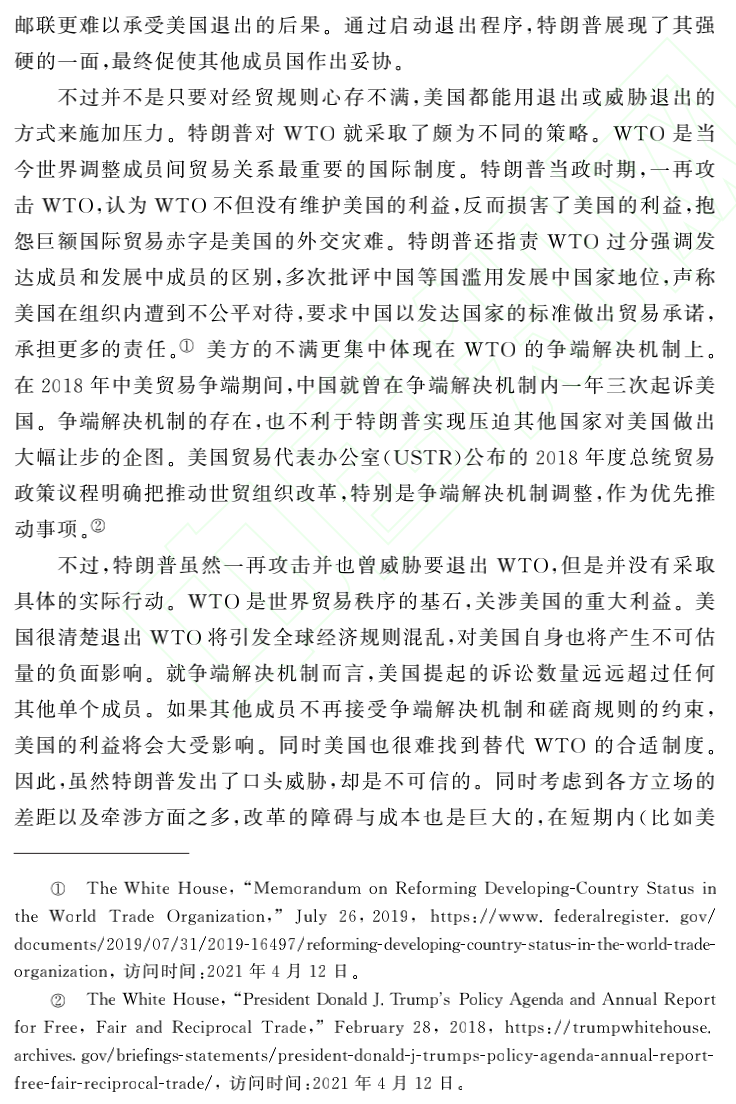 邮联更难以承受美国退出的后果。通过启动退出程序,特朗普展现了其强
硬的一面,最终促使其他成员国作出妥协。
不过并不是只要对经贸规则心存不满,美国都能用退出或威胁退出的
方式来施加压力。特朗普对 WTO 就采取了颇为不同的策略。WTO 是当
今世界调整成员间贸易关系最重要的国际制度。特朗普当政时期,一再攻
击 WTO,认为 WTO 不但没有维护美国的利益,反而损害了美国的利益,抱
怨巨额国际贸易赤字是美国的外交灾难。特朗普还指责 WTO 过分强调发
达成员和发展中成员的区别,多次批评中国等国滥用发展中国家地位,声称
美国在组织内遭到不公平对待,要求中国以发达国家的标准做出贸易承诺,
承担更多的责任。① 美方的不满更集中体现在 WTO 的争端解决机制上。
在 2018 年中美贸易争端期间,中国就曾在争端解决机制内一年三次起诉美
国。争端解决机制的存在,也不利于特朗普实现压迫其他国家对美国做出
大幅让步的企图。美国贸易代表办公室(USTR)公布的 2018 年度总统贸易
政策议程明确把推动世贸组织改革,特别是争端解决机制调整,作为优先推
动事项。②
不过,特朗普虽然一再攻击并也曾威胁要退出 WTO,但是并没有采取
具体的实际行动。WTO 是世界贸易秩序的基石,关涉美国的重大利益。美
国很清楚退出 WTO 将引发全球经济规则混乱,对美国自身也将产生不可估
量的负面影响。就争端解决机制而言,美国提起的诉讼数量远远超过任何
其他单个成员。如果其他成员不再接受争端解决机制和磋商规则的约束,
美国的利益将会大受影响。同时美国也很难找到替代 WTO 的合适制度。
因此,虽然特朗普发出了口头威胁,却是不可信的。同时考虑到各方立场的
差距以及牵涉方面之多,改革的障碍与成本也是巨大的,在短期内(比如美
① The White House, “Memorandum on Reforming Developing-Country Status in
the World Trade Organization,” July 26, 2019, https://www. federalregister. gov/
documents/2019/07/31/2019-16497/reforming-developing-country-status-in-the-world-trade-
organization, 访问时间:2021 年 4 月 12 日。
② The White House, “President Donald J. Trump's Policy Agenda and Annual Report
for Free, Fair and Reciprocal Trade,” February 28, 2018, https://trumpwhitehouse.
archives. gov/briefings-statements/president-donald-j-trumps-policy-agenda-annual-report-
free-fair-reciprocal-trade/, 访问时间:2021 年 4 月 12 日。